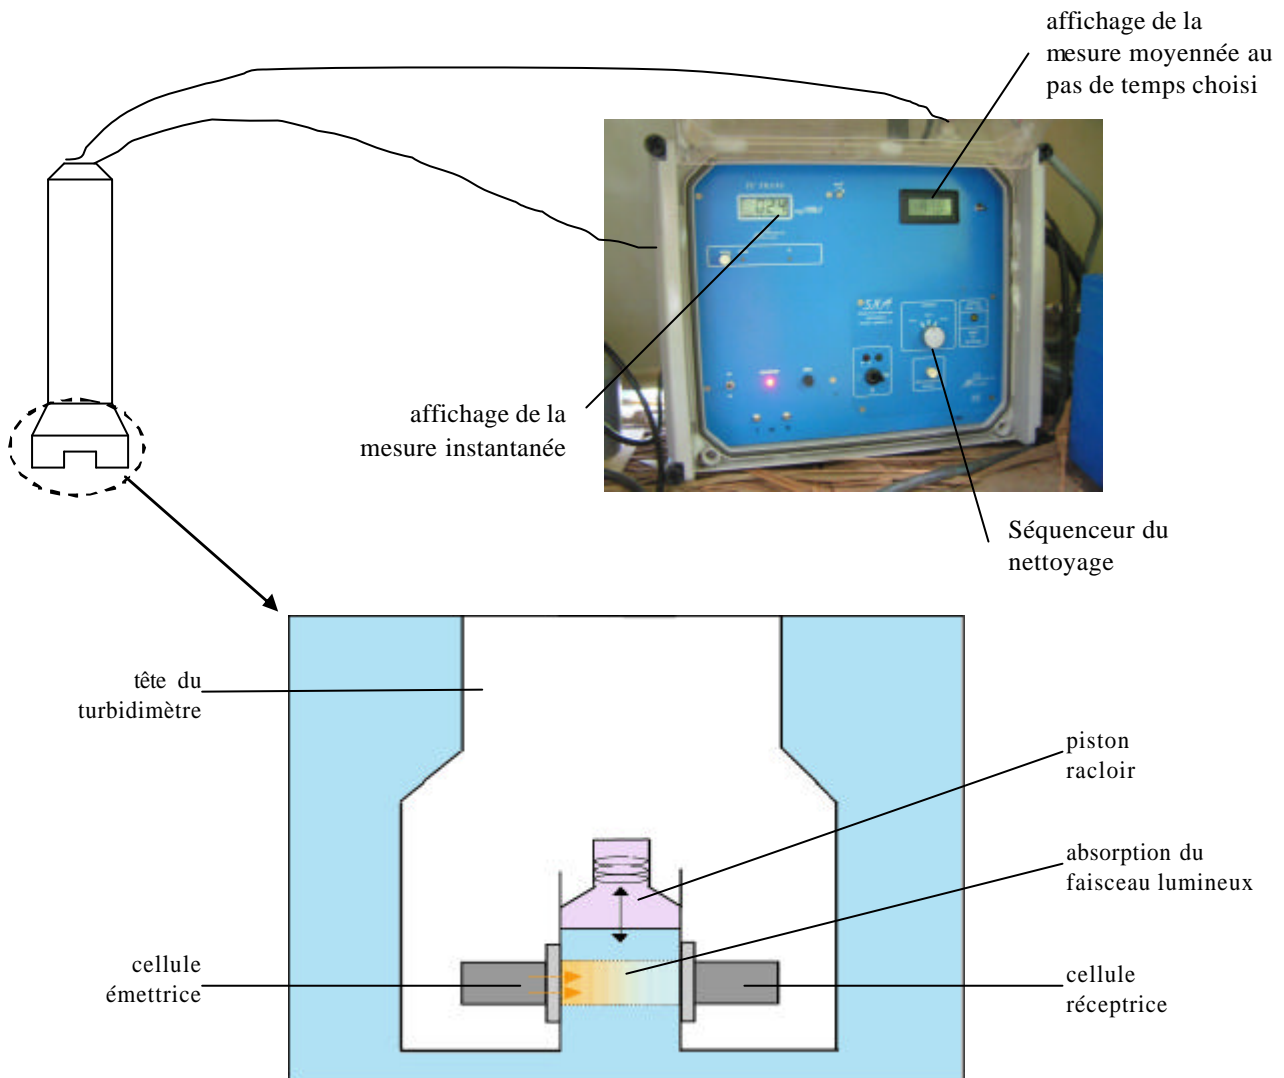 affichage de la
mesure moyennée au
pas de temps choisi
024
affichage de la
mesure instantanée
Séquenceur du
nettoyage
tête du
turbidimètre
piston
racloir
absorption du
faisceau lumineux
cellule
émettrice
cellule
réceptrice